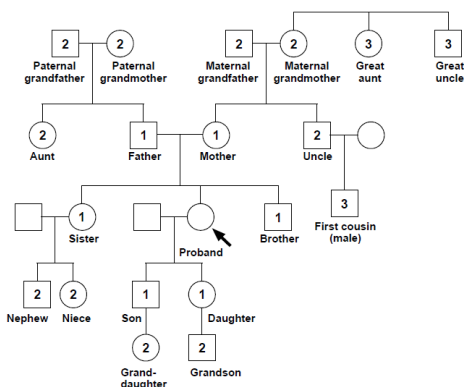 2 2 2 2 3 3
Paternal grandfather
Paternal grandmother
Maternal grandfather
Maternal grandmother
Great aunt
Great uncle
2 1 1 2
Aunt Father Mother Uncle
1 1 3
Sister
Proband
Brother
First cousin
(male)
2 2 1 1
Nephew Niece Son Daughter
2 2
Grand-
daughter
Grandson